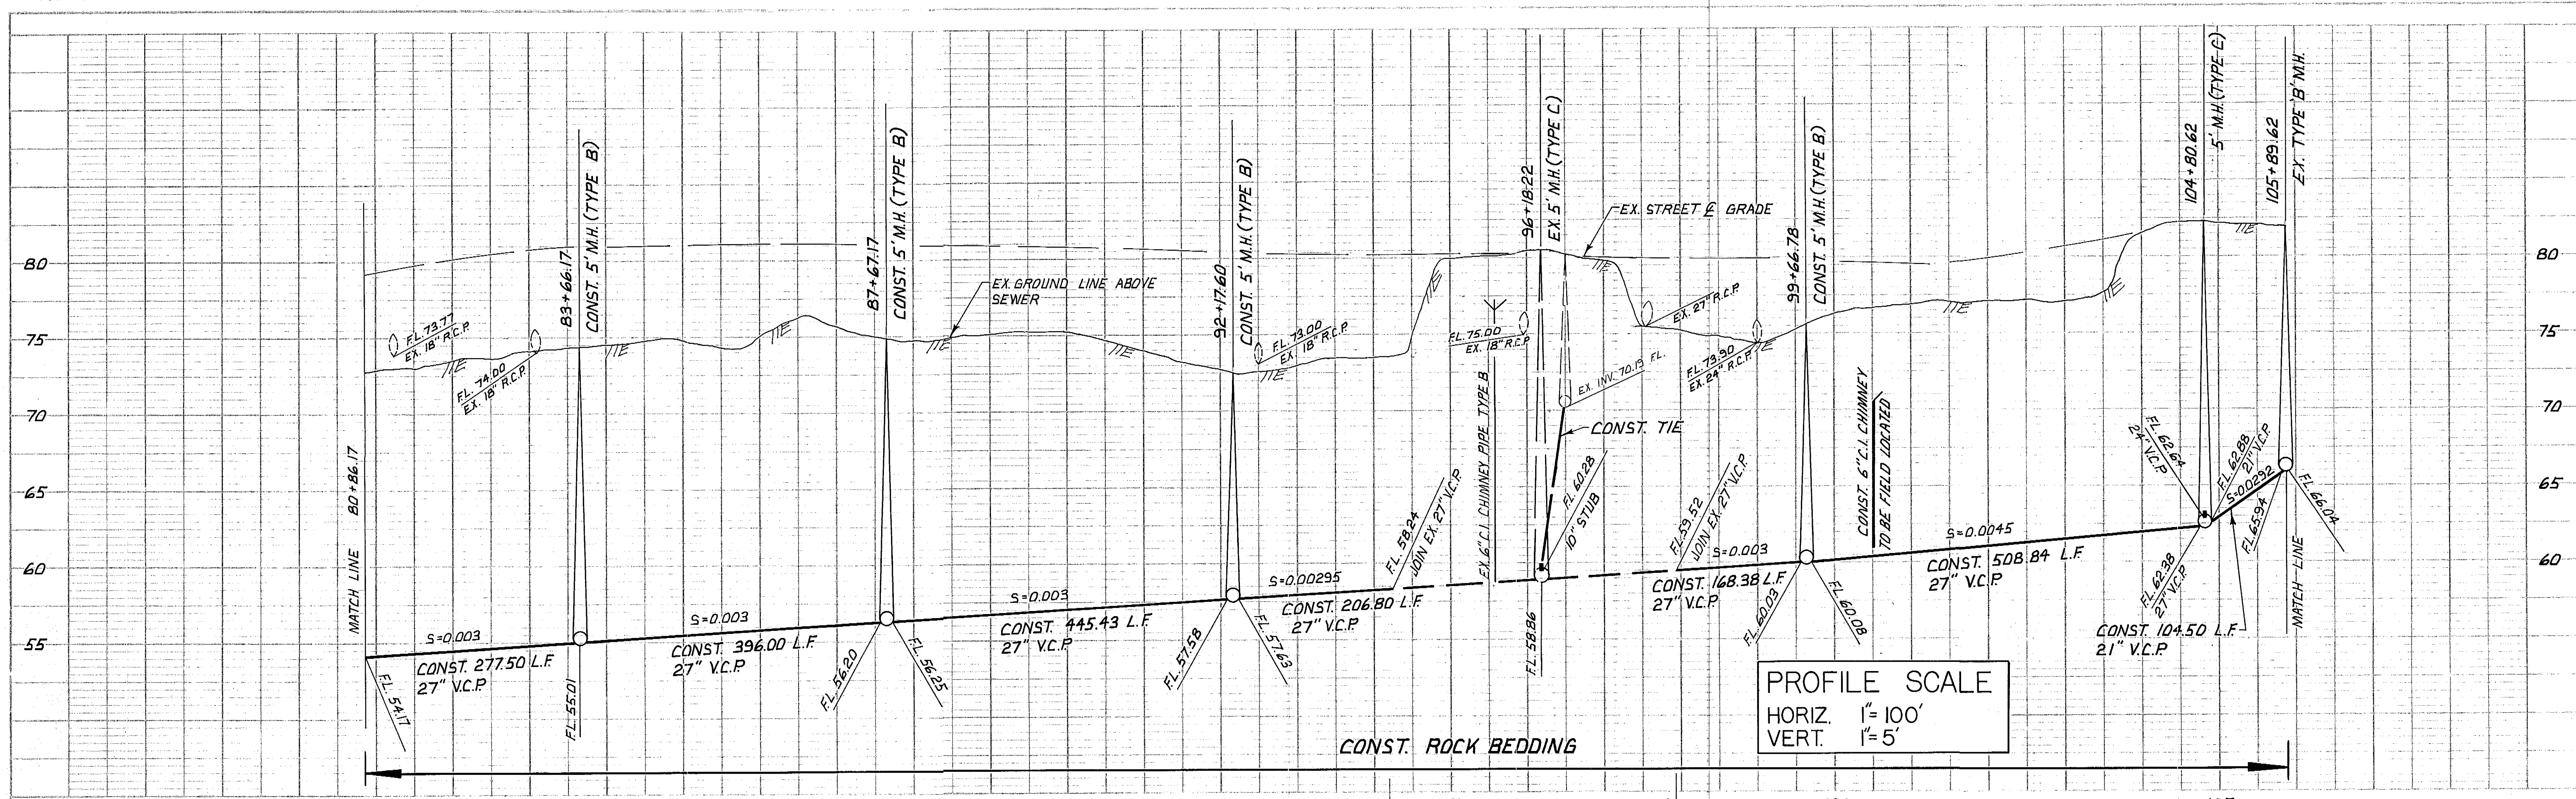 80
75
70
65
60
55
MATCH LINE 80+86.17
F.L. 73.77
EX. 18" R.C.P.
F.L. 74.00
EX. 18" R.C.P.
83+66.17
CONST. 5' M.H. (TYPE B)
S=0.003
CONST. 277.50 L.F.
27" V.C.P.
F.L. 54.17
F.L. 55.01
87+67.17
CONST. 5' M.H. (TYPE B)
EX. GROUND LINE ABOVE
SEWER
S=0.003
CONST. 396.00 L.F.
27" V.C.P.
F.L. 56.20
F.L. 56.25
S=0.003
CONST. 445.43 L.F.
27" V.C.P.
92+17.60
CONST. 5' M.H. (TYPE B)
F.L. 73.00
EX. 18" R.C.P.
F.L. 57.58
F.L. 57.63
S=0.00295
CONST. 206.80 L.F.
27" V.C.P.
F.L. 58.24
JOIN EX. 27" V.C.P.
F.L. 75.00
EX. 18" R.C.P.
EX. 6" C.I. CHIMNEY PIPE TYPE B
96+18.22
EX. 5' M.H. (TYPE C)
EX. STREET ℄ GRADE
EX. 27" R.C.P.
EX. INV. 70.19 FL.
CONST. TIE
F.L. 60.28
10" STUB
F.L. 58.86
F.L. 73.90
EX. 24" R.C.P.
F.L. 59.52
JOIN EX. 27" V.C.P.
S=0.003
CONST. 168.38 L.F.
27" V.C.P.
99+66.78
CONST. 5' M.H. (TYPE B)
F.L. 60.03
F.L. 60.08
CONST. 6" C.I. CHIMNEY
TO BE FIELD LOCATED
S=0.0045
CONST. 508.84 L.F.
27" V.C.P.
104+80.62
5' M.H. (TYPE C)
105+89.62
EX. TYPE 'B' M.H.
F.L. 62.64
24" V.C.P.
F.L. 62.88
21" V.C.P.
S=0.0292
F.L. 65.94
F.L. 66.04
F.L. 62.38
27" V.C.P.
CONST. 104.50 L.F.
21" V.C.P.
MATCH LINE
80
75
70
65
60
PROFILE SCALE
HORIZ. 1"=100'
VERT. 1"=5'
CONST. ROCK BEDDING